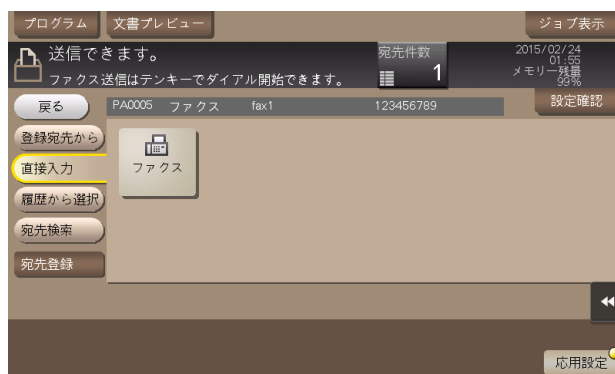 プログラム
文書プレビュー
ジョブ表示
送信できます。
ファクス送信はテンキーでダイアル開始できます。
宛先件数
1
2015/02/24
01:55
メモリー残量
99%
戻る
PA0005 ファクス fax1 123456789
設定確認
登録宛先から
直接入力
ファクス
履歴から選択
宛先検索
宛先登録
応用設定